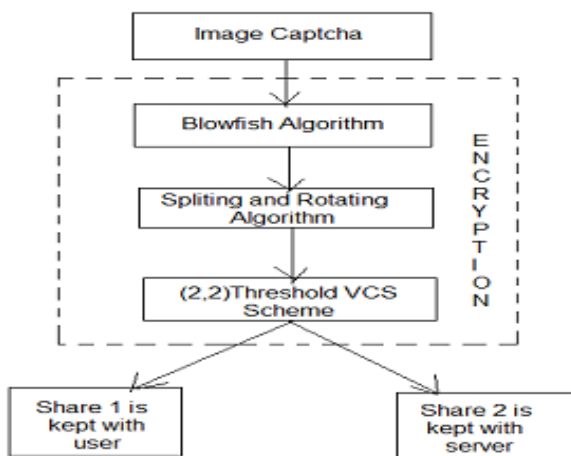 Image Captcha
Blowfish Algorithm
Spliting and Rotating
Algorithm
(2,2)Threshold VCS
Scheme
ENCRYPTION
Share 1 is
kept with
user
Share 2 is
kept with
server